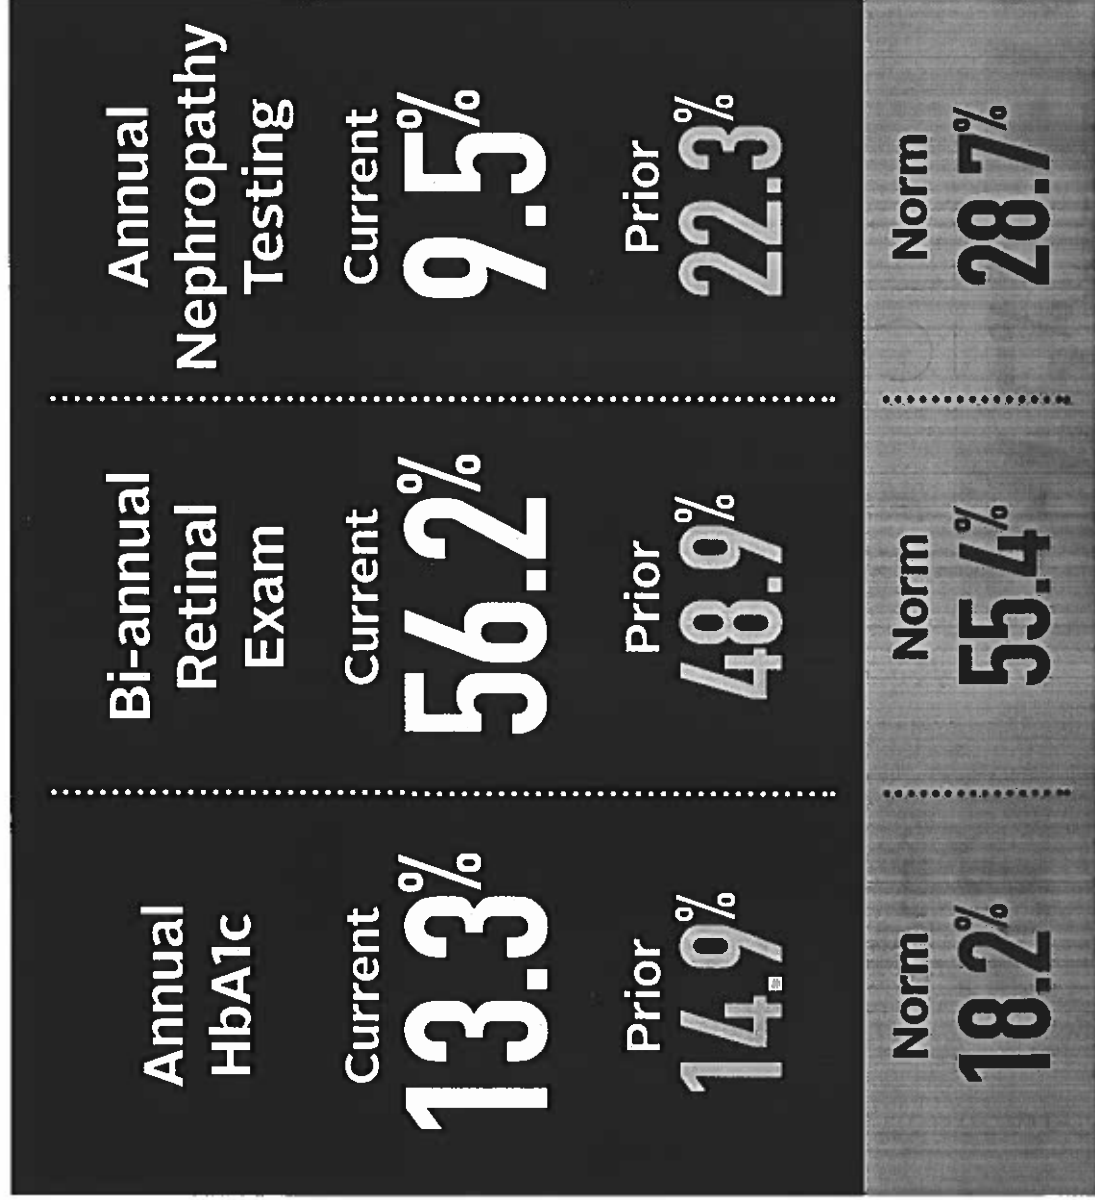 Annual
HbA1c
Current
13.3%
Prior
14.9%
Norm
18.2%
Bi-annual
Retinal
Exam
Current
56.2%
Prior
48.9%
Norm
55.4%
Annual
Nephropathy
Testing
Current
9.5%
Prior
22.3%
Norm
28.7%